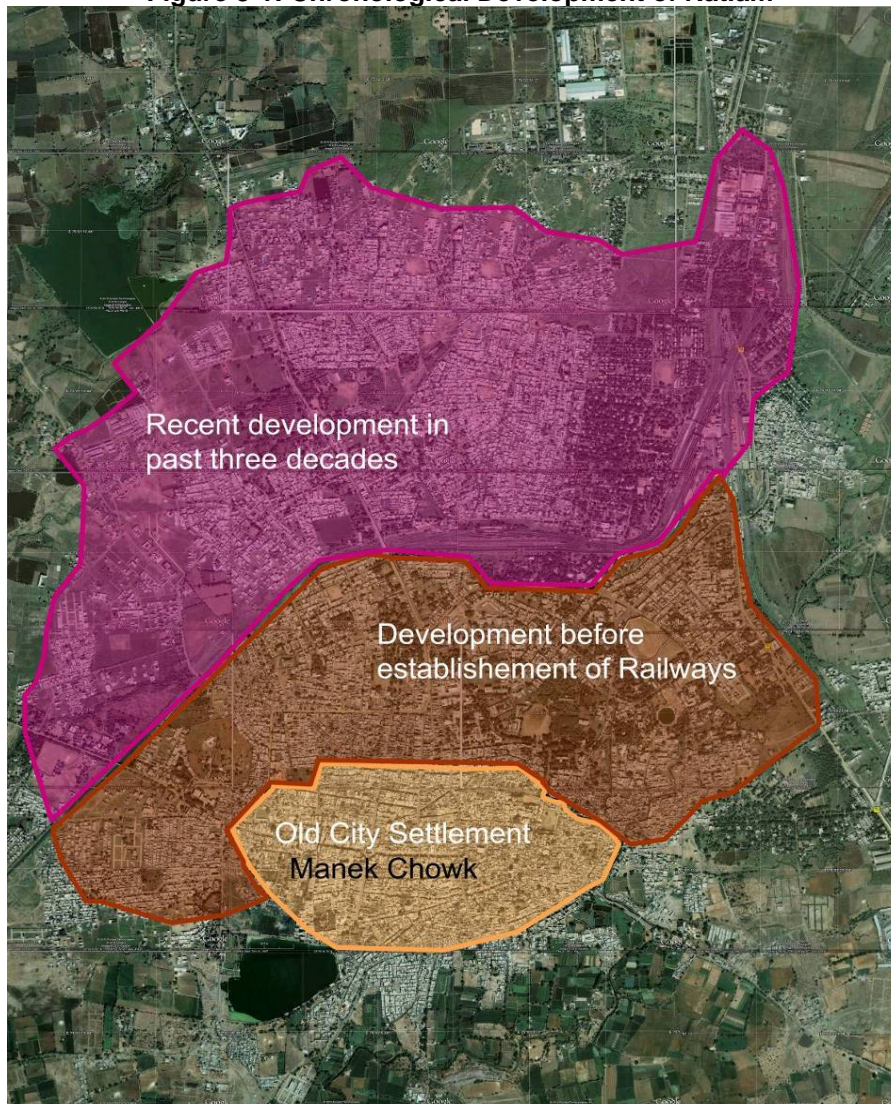 Recent development in
past three decades
Development before
establishement of Railways
Old City Settlement
Manek Chowk